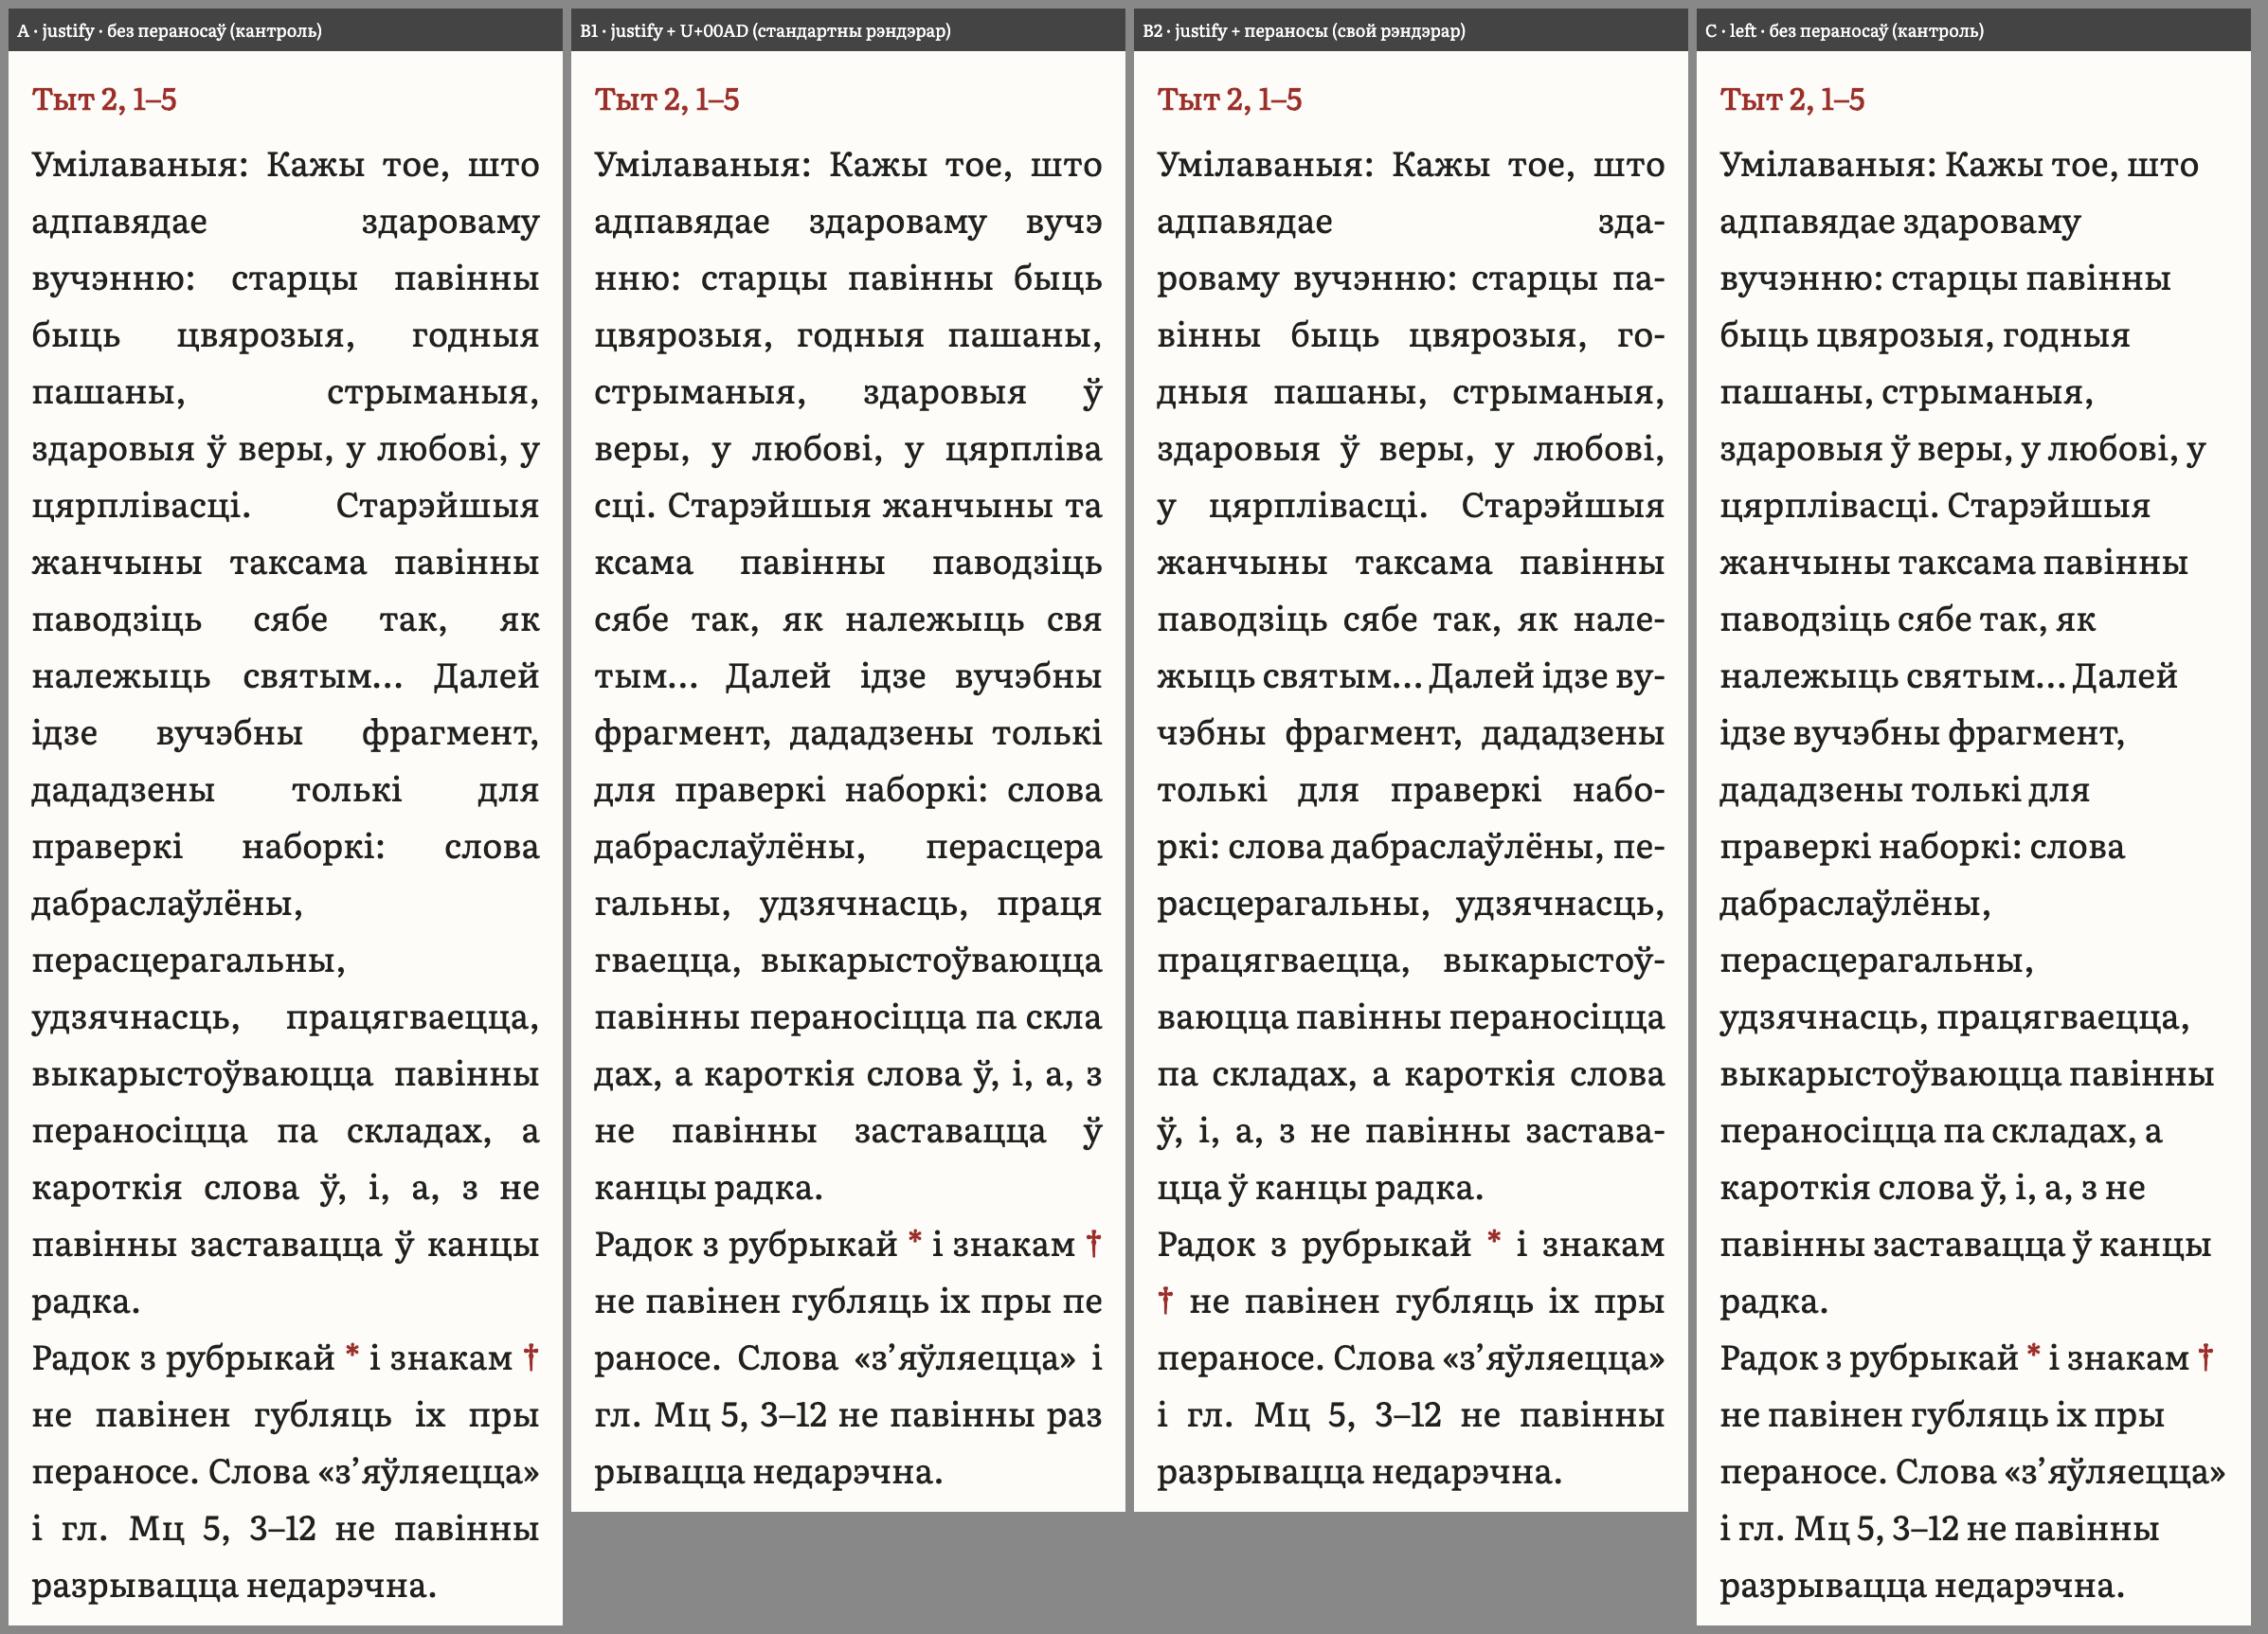 A · justify · без пераносаў (кантроль)
Тыт 2, 1–5
Умілаваныя: Кажы тое, што
адпавядае здароваму
вучэнню: старцы павінны
быць цвярозыя, годныя
пашаны, стрыманыя,
здаровыя ў веры, у любові, у
цярплівасці. Старэйшыя
жанчыны таксама павінны
паводзіць сябе так, як
належыць святым... Далей
ідзе вучэбны фрагмент,
дададзены толькі для
праверкі наборкі: слова
дабраслаўлёны,
перасцерагальны,
удзячнасць, працягваецца,
выкарыстоўваюцца павінны
пераносіцца па складах, а
кароткія слова ў, і, а, з не
павінны заставацца ў канцы
радка.
Радок з рубрыкай * і знакам †
не павінен губляць іх пры
пераносе. Слова «з’яўляецца»
і гл. Мц 5, 3–12 не павінны
разрывацца недарэчна.
B1 · justify + U+00AD (стандартны рэндэрар)
Тыт 2, 1–5
Умілаваныя: Кажы тое, што
адпавядае здароваму вучэ
нню: старцы павінны быць
цвярозыя, годныя пашаны,
стрыманыя, здаровыя ў
веры, у любові, у цярпліва
сці. Старэйшыя жанчыны та
ксама павінны паводзіць
сябе так, як належыць свя
тым... Далей ідзе вучэбны
фрагмент, дададзены толькі
для праверкі наборкі: слова
дабраслаўлёны, перасцера
гальны, удзячнасць, праця
гваецца, выкарыстоўваюцца
павінны пераносіцца па скла
дах, а кароткія слова ў, і, а, з
не павінны заставацца ў
канцы радка.
Радок з рубрыкай * і знакам †
не павінен губляць іх пры пе
раносе. Слова «з’яўляецца» і
гл. Мц 5, 3–12 не павінны раз
рывацца недарэчна.
B2 · justify + пераносы (свой рэндэрар)
Тыт 2, 1–5
Умілаваныя: Кажы тое, што
адпавядае зда-
роваму вучэнню: старцы па-
вінны быць цвярозыя, го-
дныя пашаны, стрыманыя,
здаровыя ў веры, у любові,
у цярплівасці. Старэйшыя
жанчыны таксама павінны
паводзіць сябе так, як нале-
жыць святым... Далей ідзе ву-
чэбны фрагмент, дададзены
толькі для праверкі набо-
ркі: слова дабраслаўлёны, пе-
расцерагальны, удзячнасць,
працягваецца, выкарыстоў-
ваюцца павінны пераносіцца
па складах, а кароткія слова
ў, і, а, з не павінны застава-
цца ў канцы радка.
Радок з рубрыкай * і знакам
† не павінен губляць іх пры
пераносе. Слова «з’яўляецца»
і гл. Мц 5, 3–12 не павінны
разрывацца недарэчна.
C · left · без пераносаў (кантроль)
Тыт 2, 1–5
Умілаваныя: Кажы тое, што
адпавядае здароваму
вучэнню: старцы павінны
быць цвярозыя, годныя
пашаны, стрыманыя,
здаровыя ў веры, у любові, у
цярплівасці. Старэйшыя
жанчыны таксама павінны
паводзіць сябе так, як
належыць святым... Далей
ідзе вучэбны фрагмент,
дададзены толькі для
праверкі наборкі: слова
дабраслаўлёны,
перасцерагальны,
удзячнасць, працягваецца,
выкарыстоўваюцца павінны
пераносіцца па складах, а
кароткія слова ў, і, а, з не
павінны заставацца ў канцы
радка.
Радок з рубрыкай * і знакам †
не павінен губляць іх пры
пераносе. Слова «з’яўляецца»
і гл. Мц 5, 3–12 не павінны
разрывацца недарэчна.